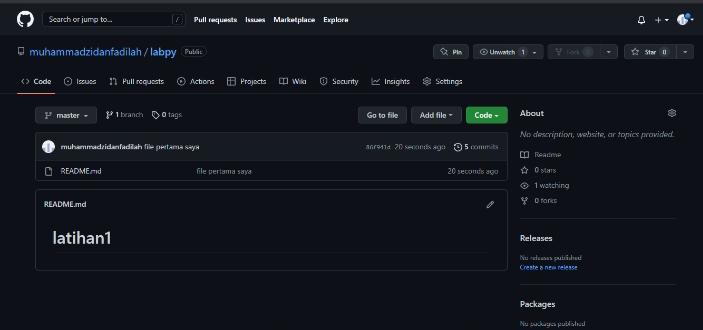 Search or jump to... / Pull requests Issues Marketplace Explore
muhammadzidanfadilah / labpy Public Pin Unwatch 1 Fork Star 0
Code Issues Pull requests Actions Projects Wiki Security Insights Settings
master 1 branch 0 tags Go to file Add file Code
muhammadzidanfadilah file pertama saya 20 seconds ago 5 commits
README.md file pertama saya 20 seconds ago
README.md
latihan1
About
No description, website, or topics provided.
Readme
0 stars
1 watching
0 forks
Releases
No releases published
Create a new release
Packages
No packages published